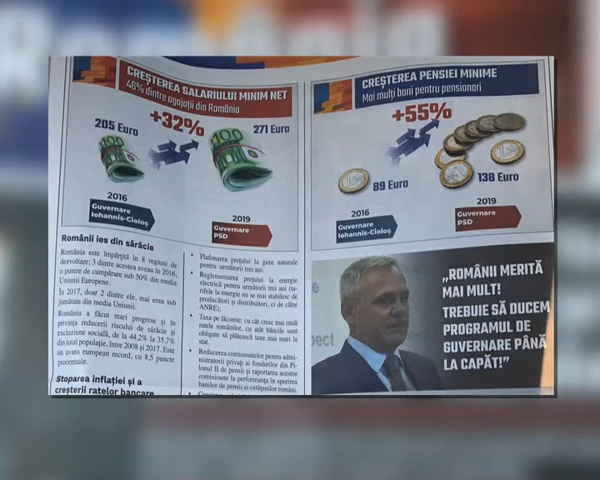 CREȘTEREA SALARIULUI MINIM NET
46% dintre angajații din România
+32%
205 Euro
271 Euro
2016
Guvernare
Iohannis-Cioloș
2019
Guvernare
PSD
CREȘTEREA PENSIEI MINIME
Mai mulți bani pentru pensionari
+55%
89 Euro
138 Euro
2016
Guvernare
Iohannis-Cioloș
2019
Guvernare
PSD
Românii ies din sărăcie
România este împărțită în 8 regiuni de
dezvoltare; 3 dintre acestea aveau în 2016,
o putere de cumpărare sub 50% din media
Uniunii Europene.
În 2017, doar 2 dintre ele, mai erau sub
jumătate din media Uniunii.
România a făcut mari progrese și în
privința reducerii riscului de sărăcie și
excluziune socială, de la 44,2% la 35,7%
din total populație, între 2008 și 2017. Este
un avans european record, cu 8,5 puncte
procentuale.
Stoparea inflației și a
creșterii ratelor bancare
• Plafonarea prețului la gaze naturale
pentru următorii trei ani.
• Reglementarea prețului la energie
electrică pentru următorii trei ani (ta-
rifele la energie nu se mai stabilesc de
producători și distribuitori, ci de către
ANRE);
• Taxa pe lăcomie: cu cât cresc mai mult
ratele românilor, cu atât băncile sunt
obligate să plătească taxe mai mari la
stat.
• Reducerea comisioanelor pentru admi-
nistratorii privați ai fondurilor din Pi-
lonul II de pensii și raportarea acestor
comisioane la performanța în sporirea
banilor de pensii ai cetățenilor români.
pect
„ROMÂNII MERITĂ
MAI MULT!
TREBUIE SĂ DUCEM
PROGRAMUL DE
GUVERNARE PÂNĂ
LA CAPĂT!”